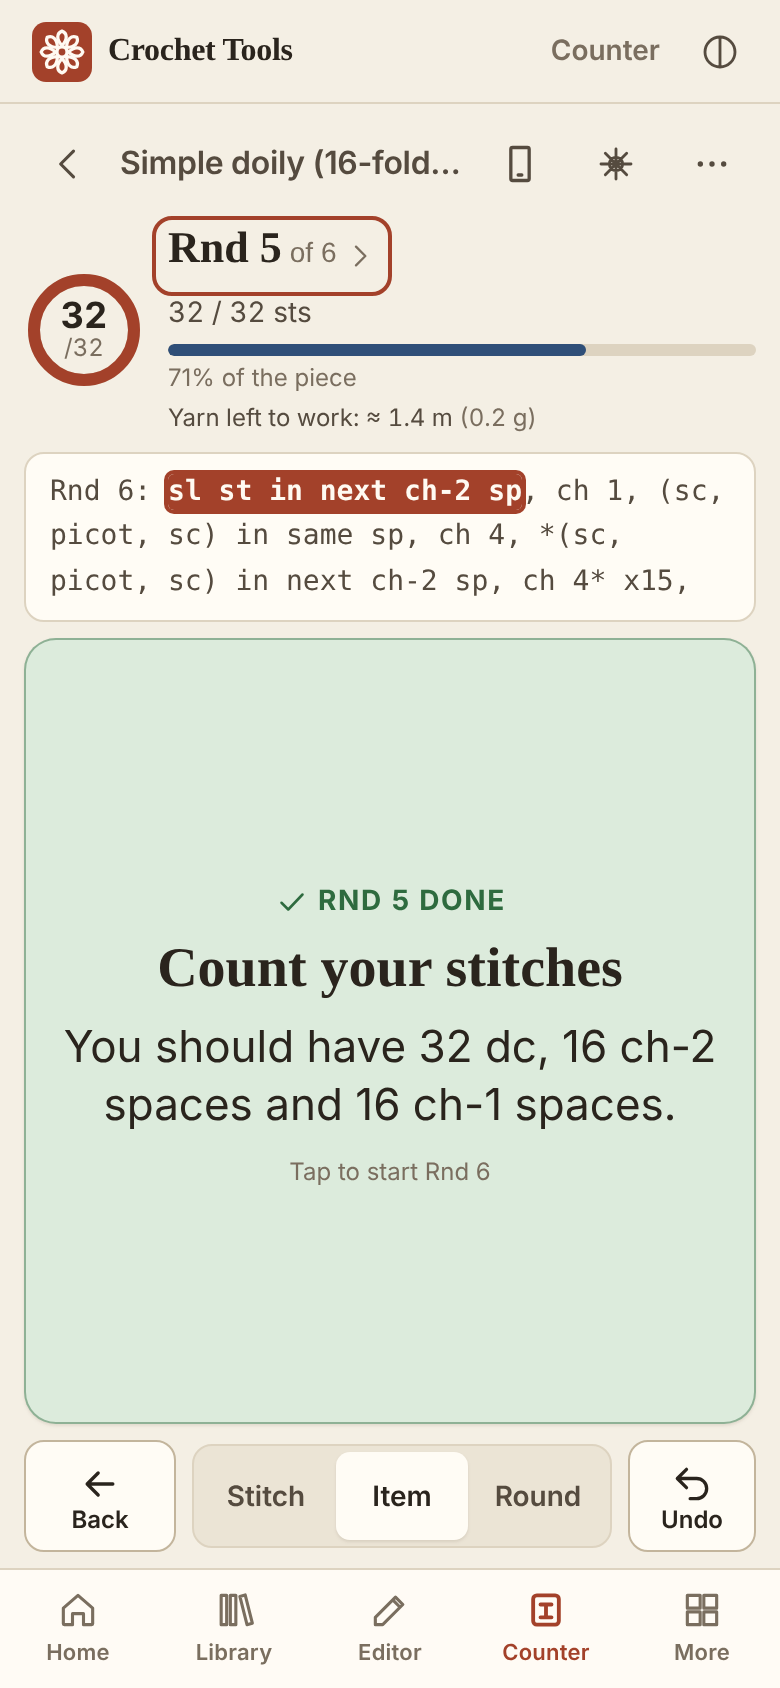 Crochet Tools
Counter
Simple doily (16-fold...
Rnd 5 of 6
32
/32
32 / 32 sts
71% of the piece
Yarn left to work: ≈ 1.4 m (0.2 g)
Rnd 6: sl st in next ch-2 sp, ch 1, (sc,
picot, sc) in same sp, ch 4, *(sc,
picot, sc) in next ch-2 sp, ch 4* x15,
RND 5 DONE
Count your stitches
You should have 32 dc, 16 ch-2
spaces and 16 ch-1 spaces.
Tap to start Rnd 6
Back
Stitch
Item
Round
Undo
Home
Library
Editor
Counter
More